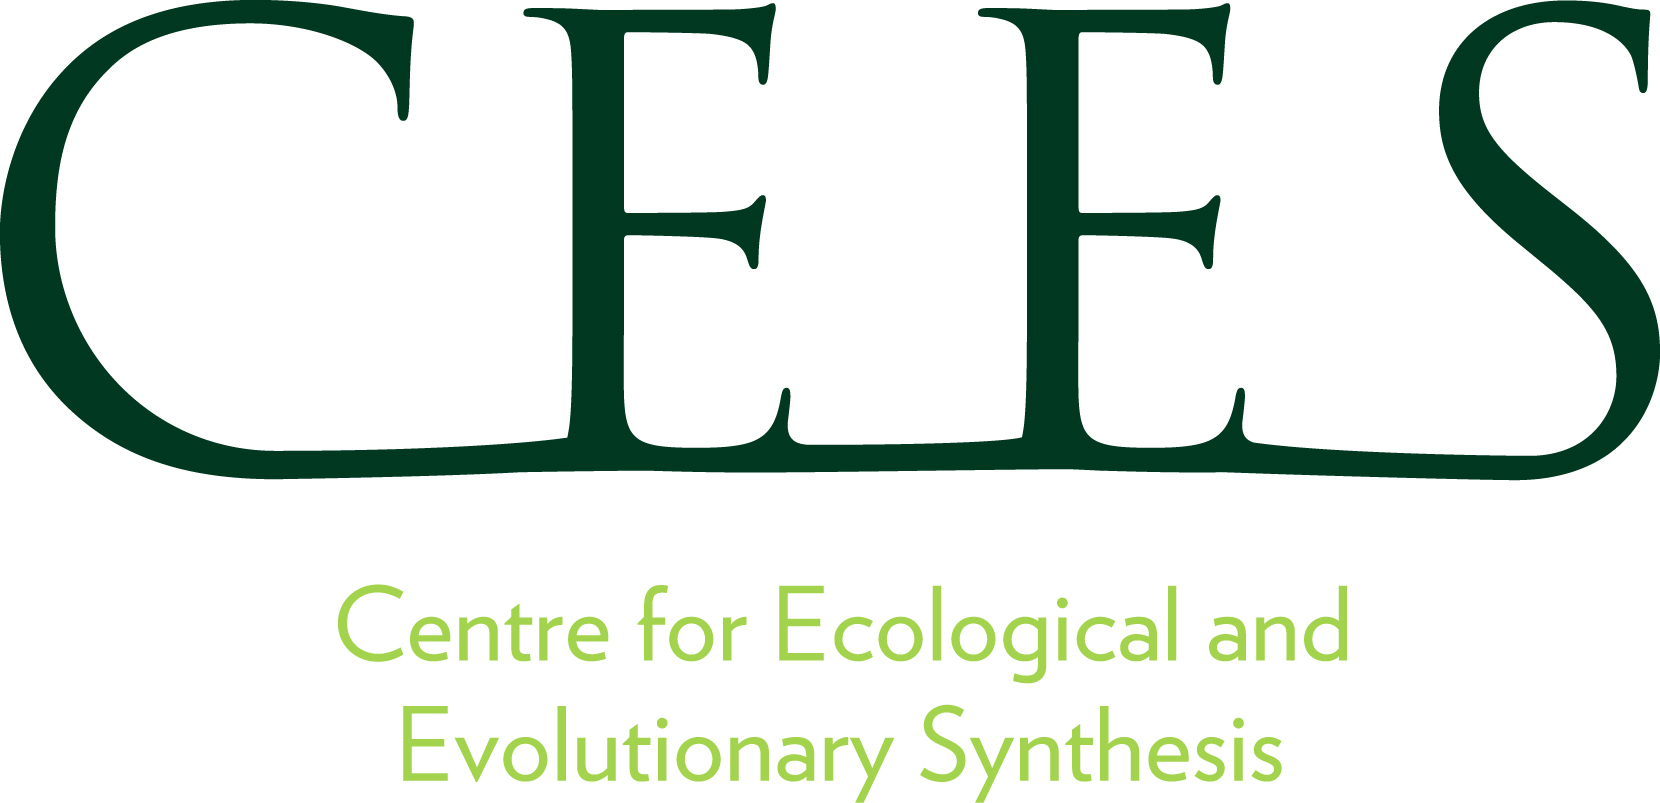 CEES
Centre for Ecological and
Evolutionary Synthesis